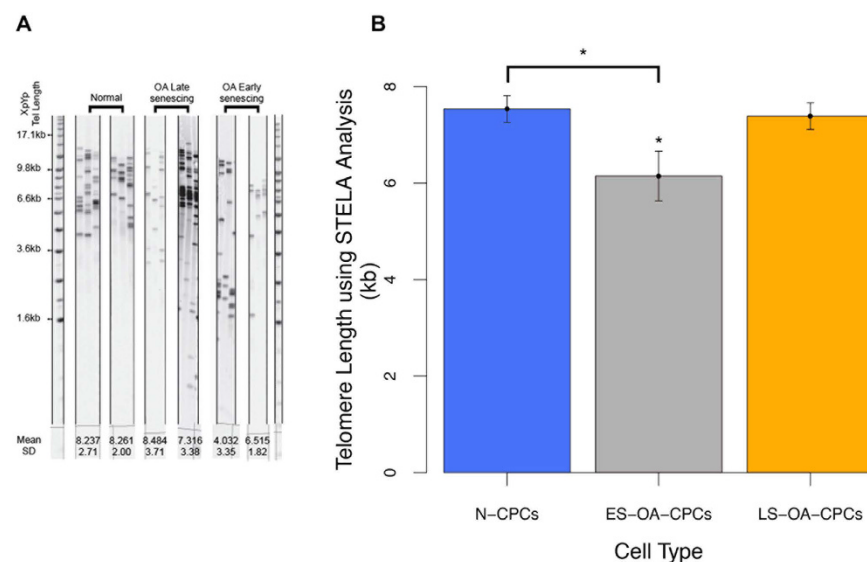 A
XpYp
Tel Length
Normal
OA Late
senescing
OA Early
senescing
17.1kb
9.8kb
6.6kb
3.6kb
1.6kb
Mean 8.237 8.261 8.484 7.316 4.032 6.515
SD 2.71 2.00 3.71 3.38 3.35 1.82
B
Telomere Length using STELA Analysis
(kb)
8
6
4
2
0
*
*
N-CPCs ES-OA-CPCs LS-OA-CPCs
Cell Type